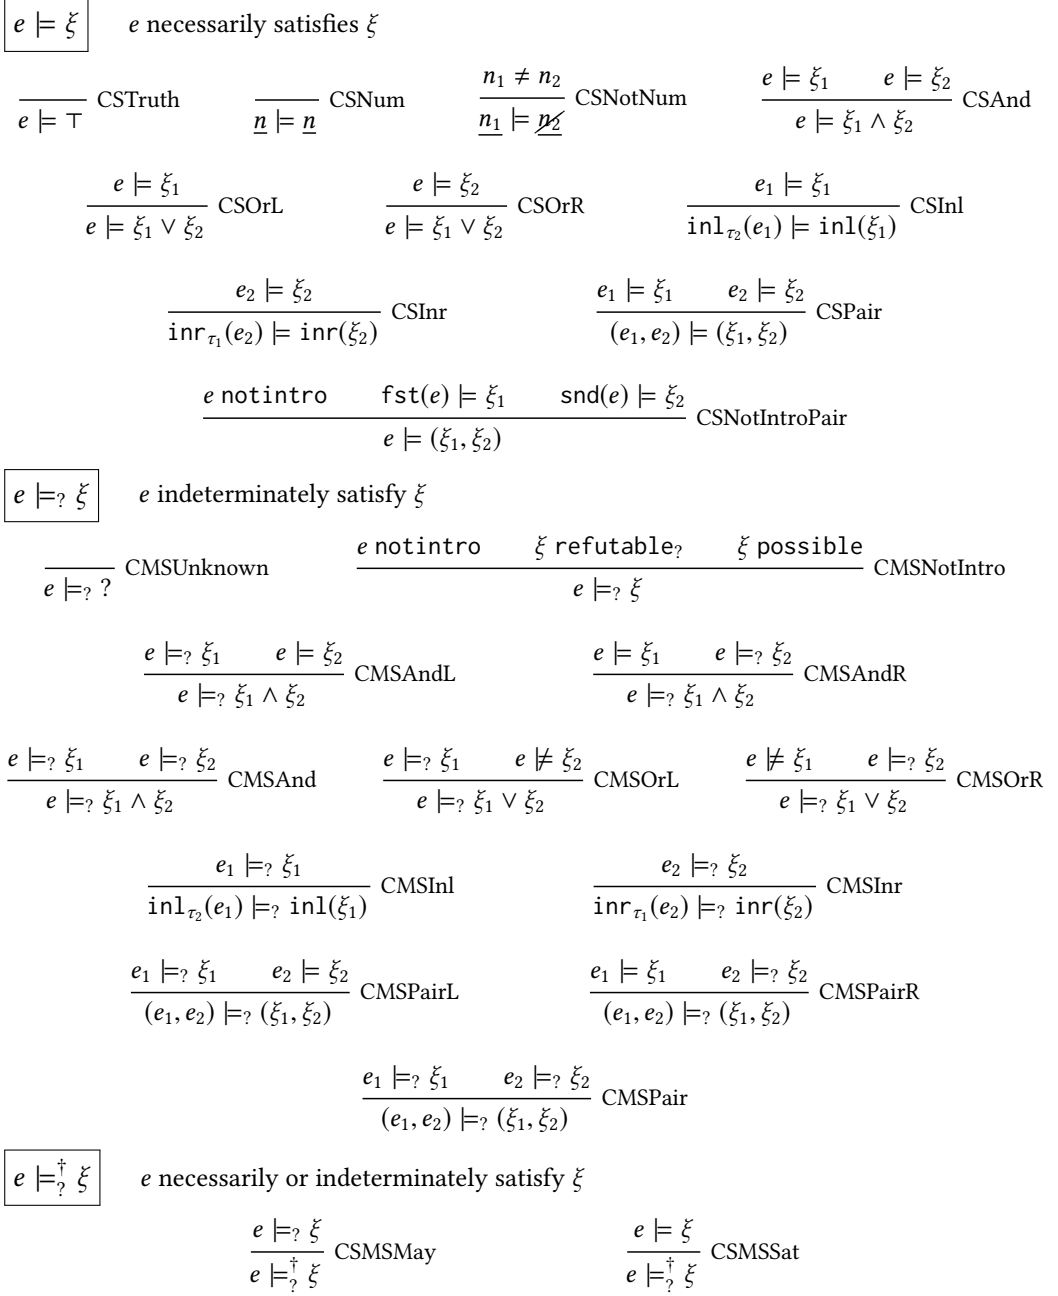 e ⊨ ξ    e necessarily satisfies ξ
――― CSTruth    ――― CSNum    n₁ ≠ n₂    e ⊨ ξ₁    e ⊨ ξ₂
e ⊨ ⊤    n̲ ⊨ n̲    n̲₁ ⊨ n̸̲₂ CSNotNum    e ⊨ ξ₁ ∧ ξ₂ CSAnd
e ⊨ ξ₁    e ⊨ ξ₂    e₁ ⊨ ξ₁
e ⊨ ξ₁ ∨ ξ₂ CSOrL    e ⊨ ξ₁ ∨ ξ₂ CSOrR    inl_τ₂(e₁) ⊨ inl(ξ₁) CSInl
e₂ ⊨ ξ₂    e₁ ⊨ ξ₁    e₂ ⊨ ξ₂
inr_τ₁(e₂) ⊨ inr(ξ₂) CSInr    (e₁, e₂) ⊨ (ξ₁, ξ₂) CSPair
e notintro    fst(e) ⊨ ξ₁    snd(e) ⊨ ξ₂
e ⊨ (ξ₁, ξ₂) CSNotIntroPair
e ⊨? ξ    e indeterminately satisfy ξ
e notintro    ξ refutable?    ξ possible
e ⊨? ? CMSUnknown    e ⊨? ξ CMSNotIntro
e ⊨? ξ₁    e ⊨ ξ₂    e ⊨ ξ₁    e ⊨? ξ₂
e ⊨? ξ₁ ∧ ξ₂ CMSAndL    e ⊨? ξ₁ ∧ ξ₂ CMSAndR
e ⊨? ξ₁    e ⊨? ξ₂    e ⊨? ξ₁    e ⊭ ξ₂    e ⊭ ξ₁    e ⊨? ξ₂
e ⊨? ξ₁ ∧ ξ₂ CMSAnd    e ⊨? ξ₁ ∨ ξ₂ CMSOrL    e ⊨? ξ₁ ∨ ξ₂ CMSOrR
e₁ ⊨? ξ₁    e₂ ⊨? ξ₂
inl_τ₂(e₁) ⊨? inl(ξ₁) CMSInl    inr_τ₁(e₂) ⊨? inr(ξ₂) CMSInr
e₁ ⊨? ξ₁    e₂ ⊨ ξ₂    e₁ ⊨ ξ₁    e₂ ⊨? ξ₂
(e₁, e₂) ⊨? (ξ₁, ξ₂) CMSPairL    (e₁, e₂) ⊨? (ξ₁, ξ₂) CMSPairR
e₁ ⊨? ξ₁    e₂ ⊨? ξ₂
(e₁, e₂) ⊨? (ξ₁, ξ₂) CMSPair
e ⊨?† ξ    e necessarily or indeterminately satisfy ξ
e ⊨? ξ    e ⊨ ξ
e ⊨?† ξ CSMSMay    e ⊨?† ξ CSMSSat